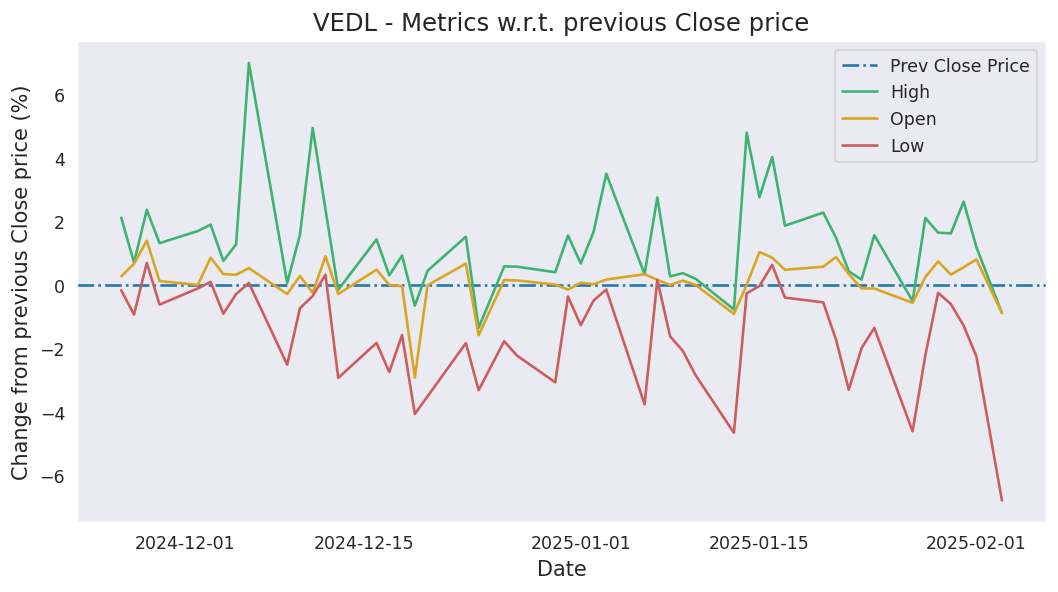 VEDL - Metrics w.r.t. previous Close price
Prev Close Price
High
Open
Low
Change from previous Close price (%)
6
4
2
0
−2
−4
−6
2024-12-01
2024-12-15
2025-01-01
2025-01-15
2025-02-01
Date